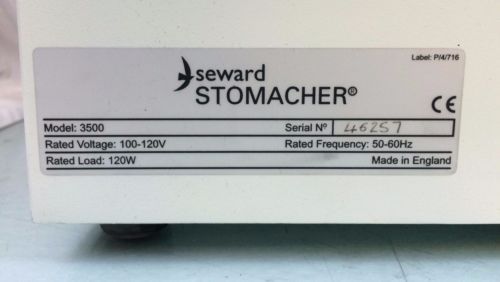 Label: P/4/716
seward
STOMACHER®
CE
Model: 3500 Serial Nº 46257
Rated Voltage: 100-120V Rated Frequency: 50-60Hz
Rated Load: 120W Made in England